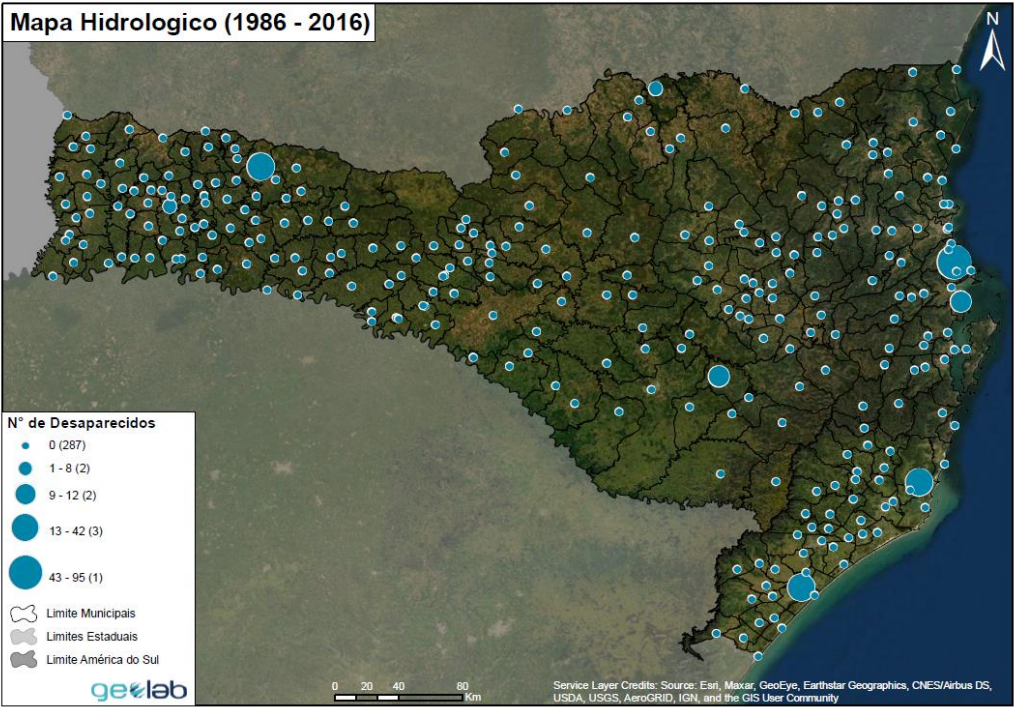 Mapa Hidrologico (1986 - 2016)
N
N° de Desaparecidos
0 (287)
1 - 8 (2)
9 - 12 (2)
13 - 42 (3)
43 - 95 (1)
Limite Municipais
Limites Estaduais
Limite América do Sul
geolab
0 20 40 80
Km
Service Layer Credits: Source: Esri, Maxar, GeoEye, Earthstar Geographics, CNES/Airbus DS,
USDA, USGS, AeroGRID, IGN, and the GIS User Community